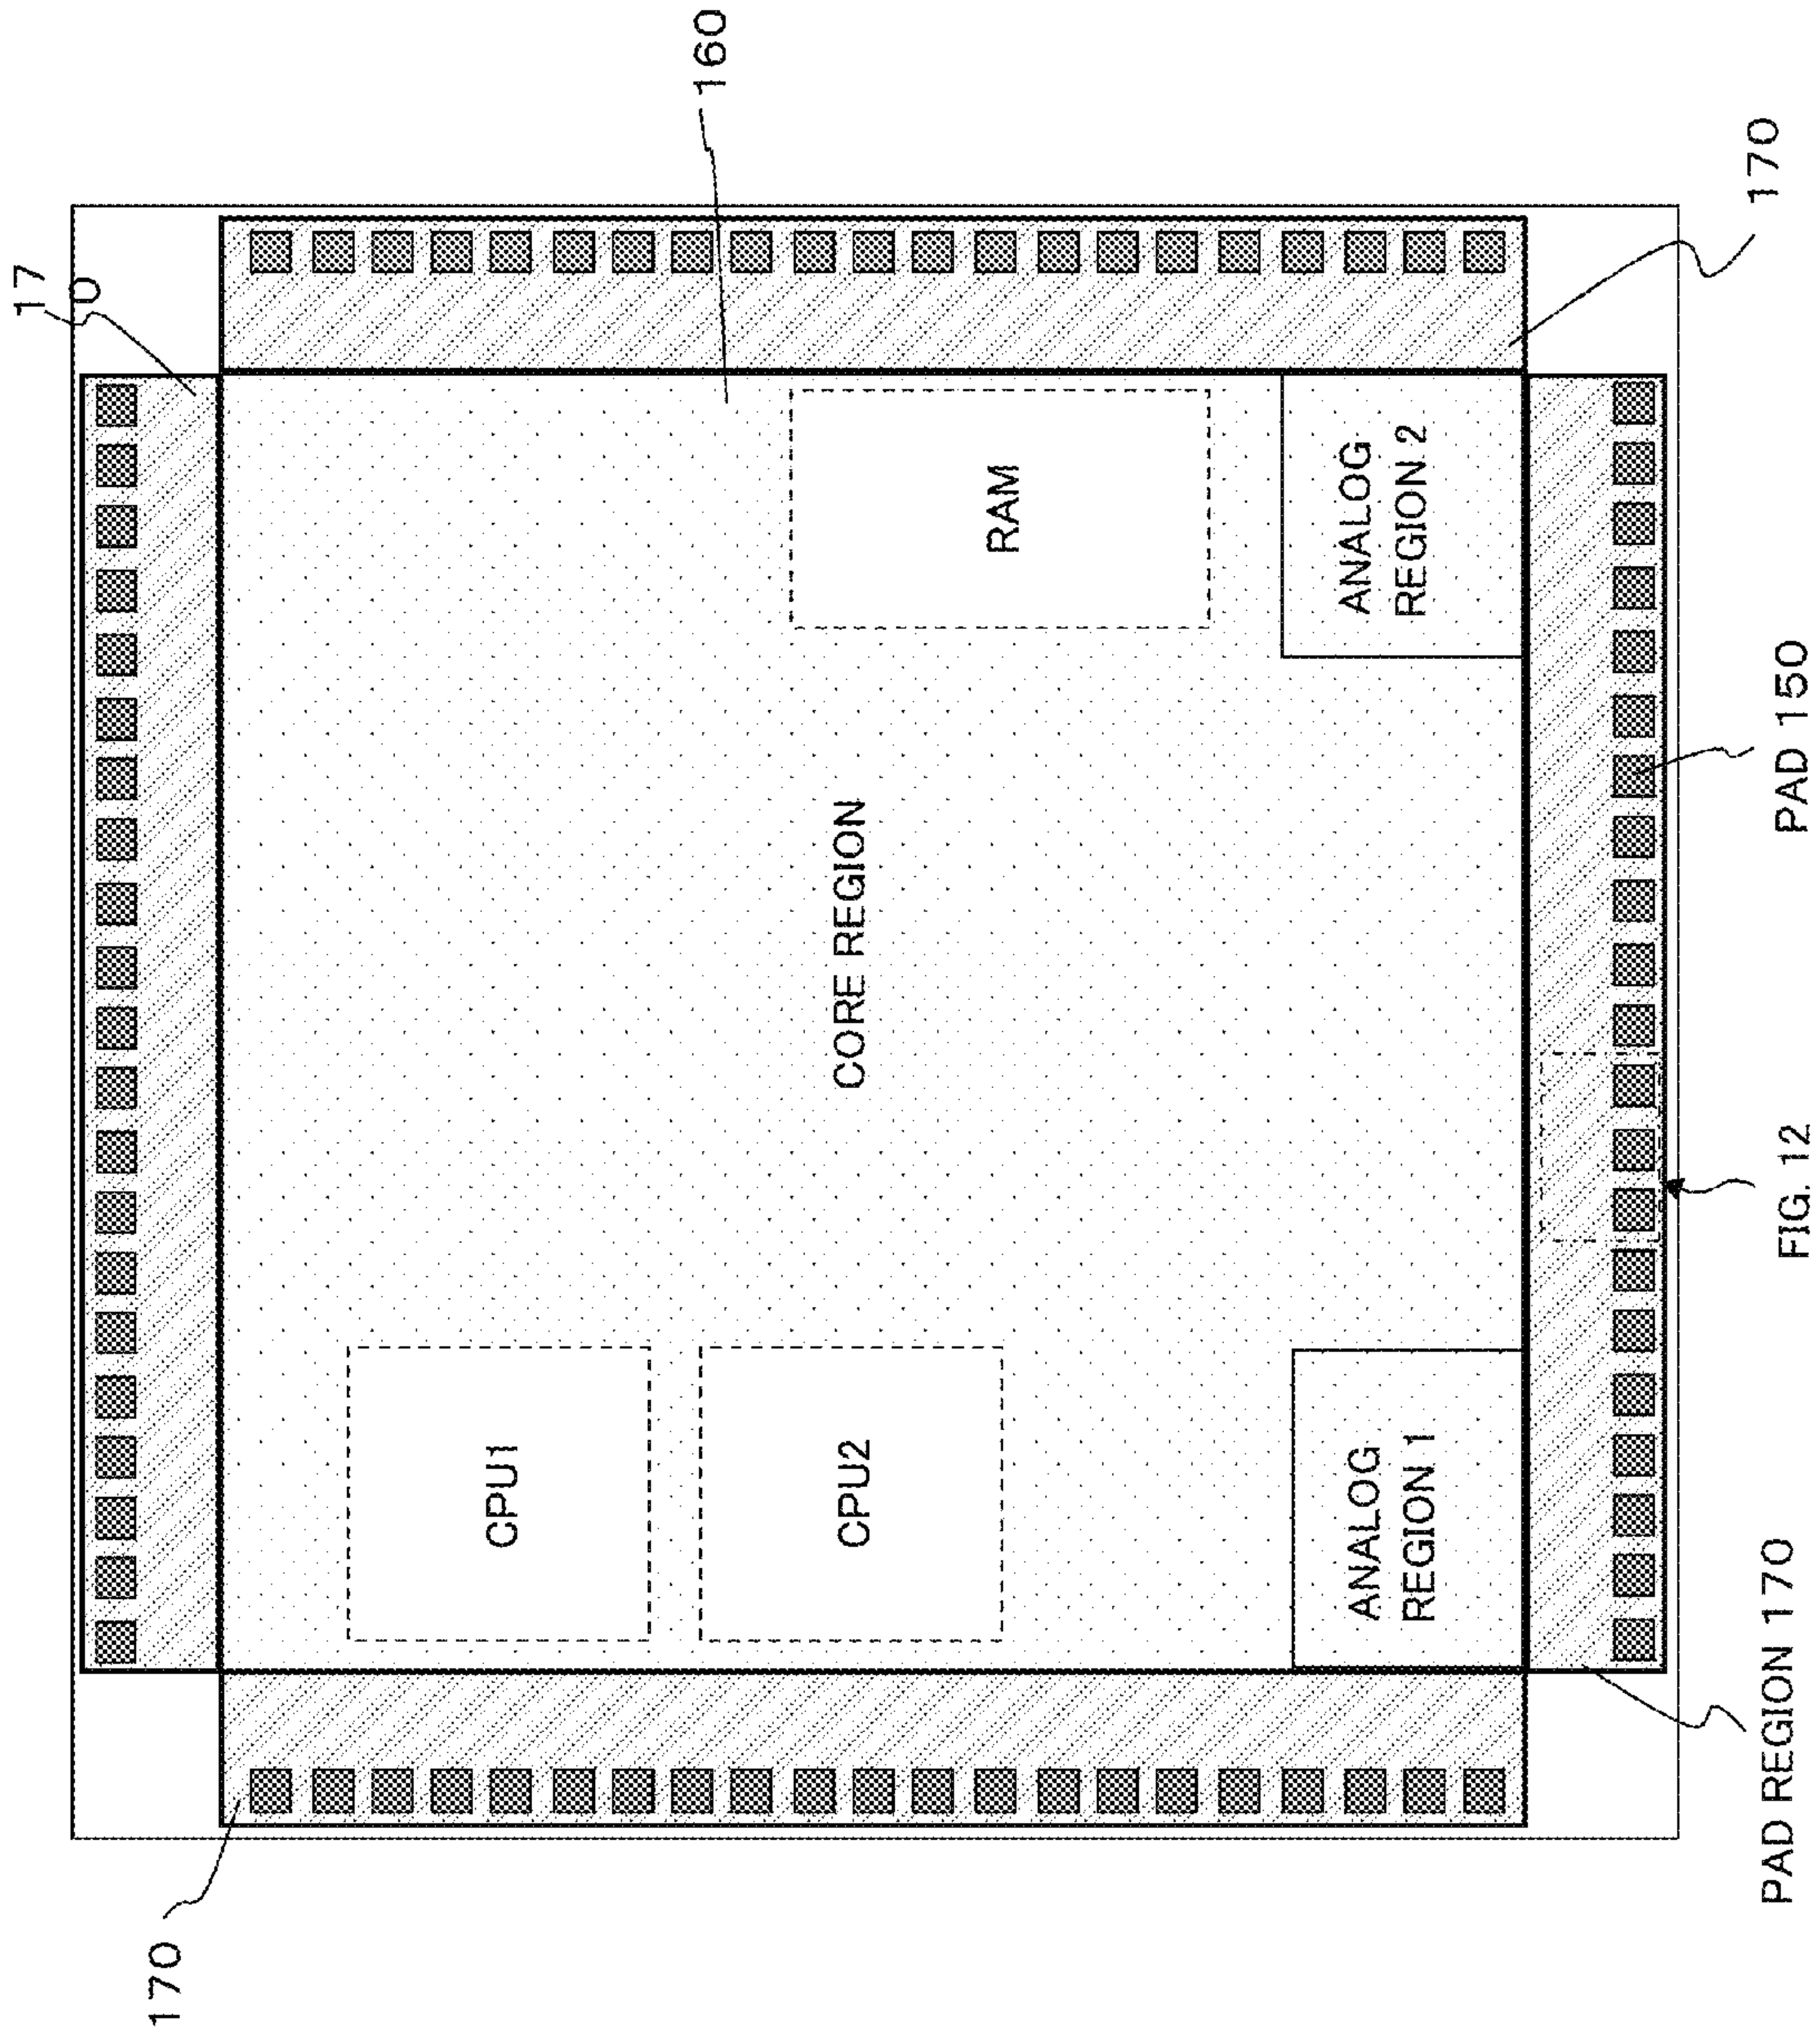 17
0
170
CPU1
160
CPU2
CORE REGION
RAM
ANALOG
REGION 1
ANALOG
REGION 2
PAD REGION 170
FIG. 12
PAD 150
170